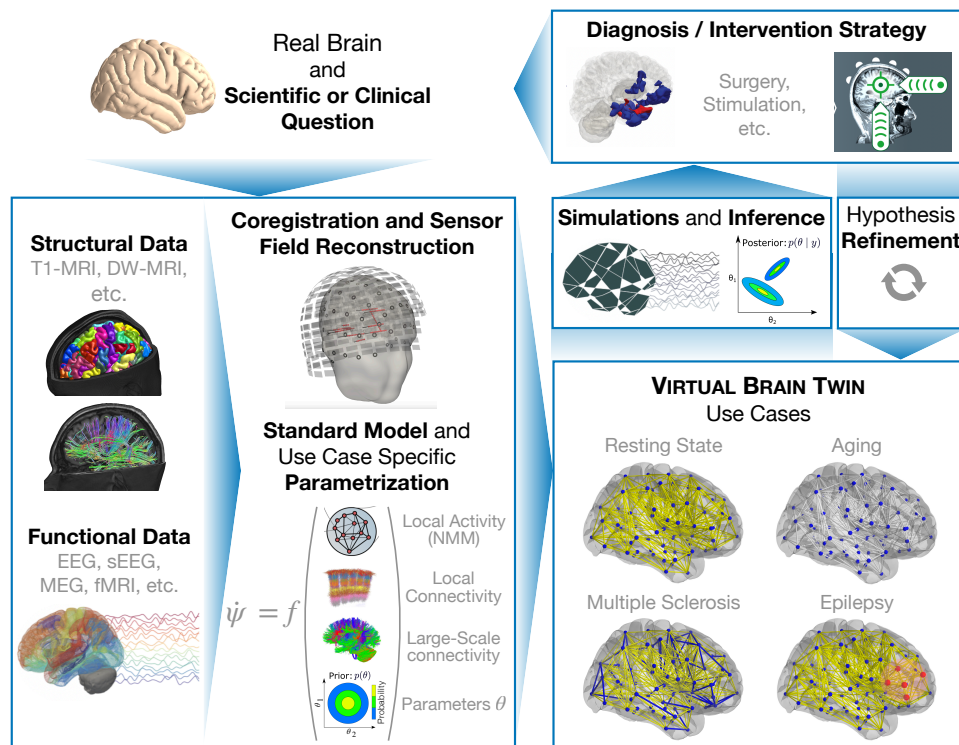 Real Brain
and
Scientific or Clinical
Question
Diagnosis / Intervention Strategy
Surgery,
Stimulation,
etc.
Structural Data
T1-MRI, DW-MRI,
etc.
Functional Data
EEG, sEEG,
MEG, fMRI, etc.
Coregistration and Sensor
Field Reconstruction
Standard Model and
Use Case Specific
Parametrization
ψ̇ = f
Local Activity
(NMM)
Local
Connectivity
Large-Scale
connectivity
Prior: p(θ)
θ1
θ2
Probability
Parameters θ
Simulations and Inference
Posterior: p(θ | y)
θ1
θ2
Hypothesis
Refinement
VIRTUAL BRAIN TWIN
Use Cases
Resting State
Aging
Multiple Sclerosis
Epilepsy